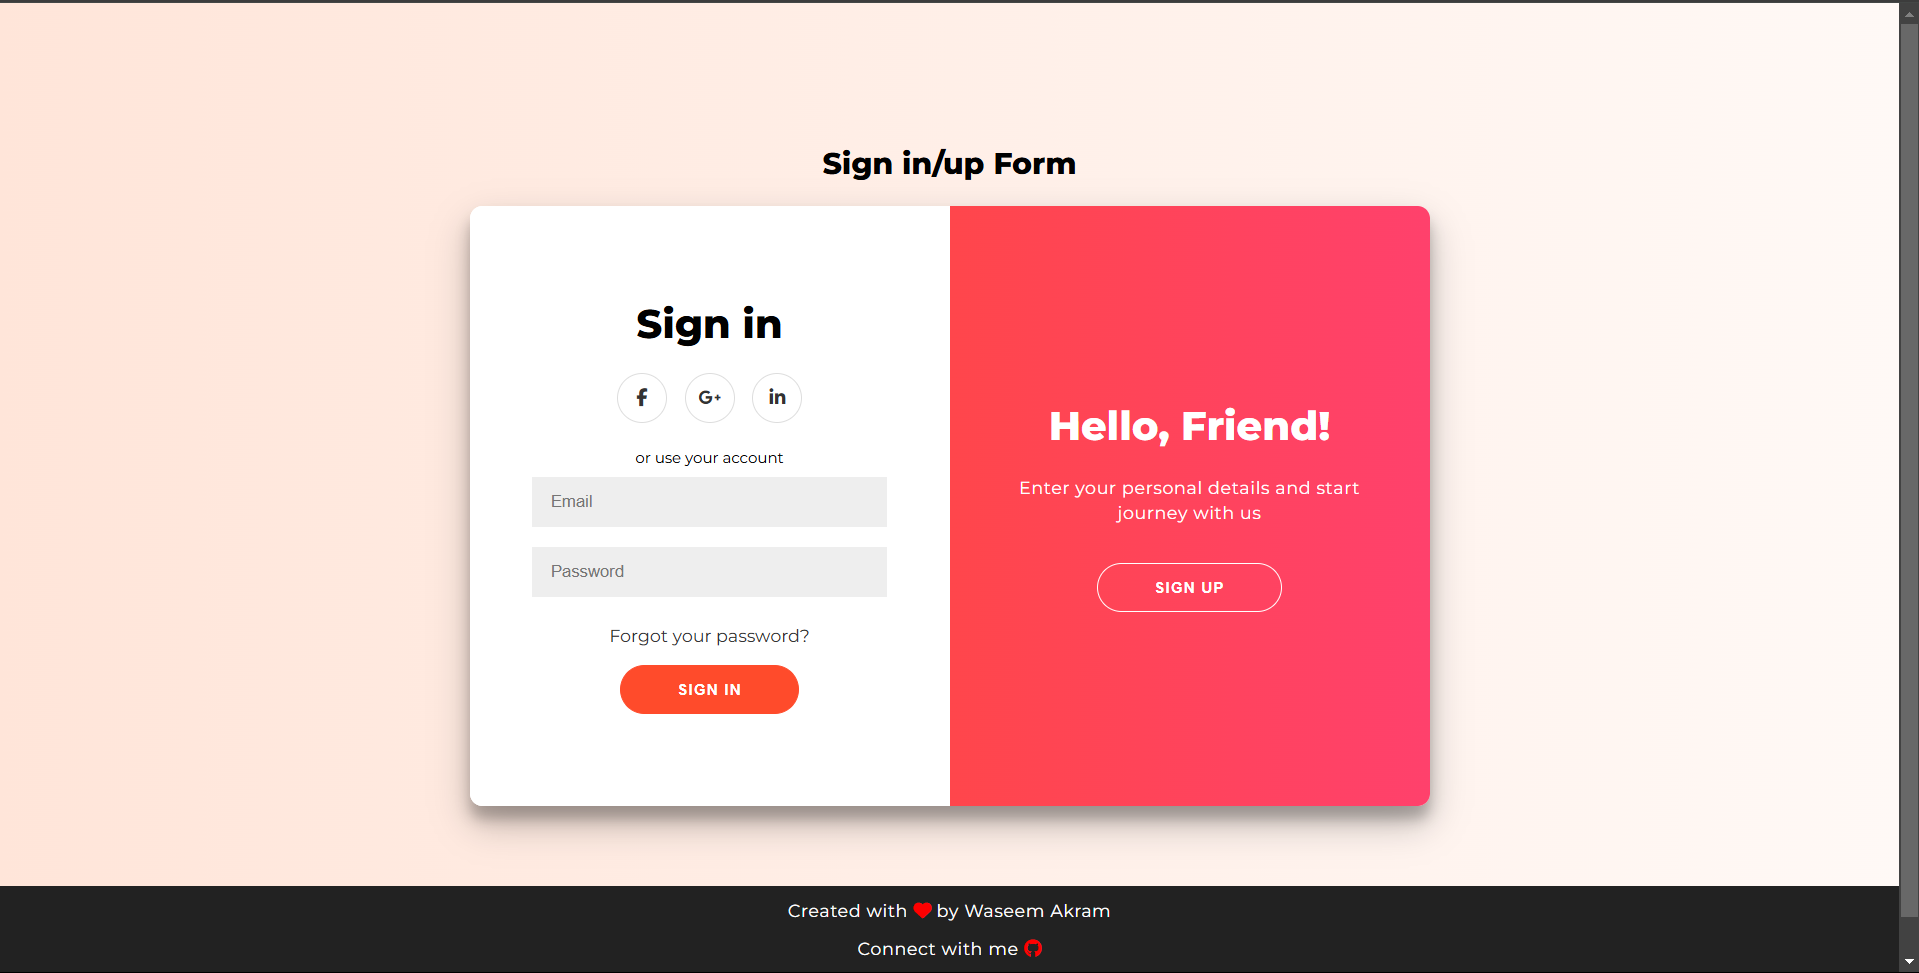 Sign in/up Form
Sign in
G+
in
or use your account
Email
Password
Forgot your password?
SIGN IN
Hello, Friend!
Enter your personal details and start
journey with us
SIGN UP
Created with by Waseem Akram
Connect with me